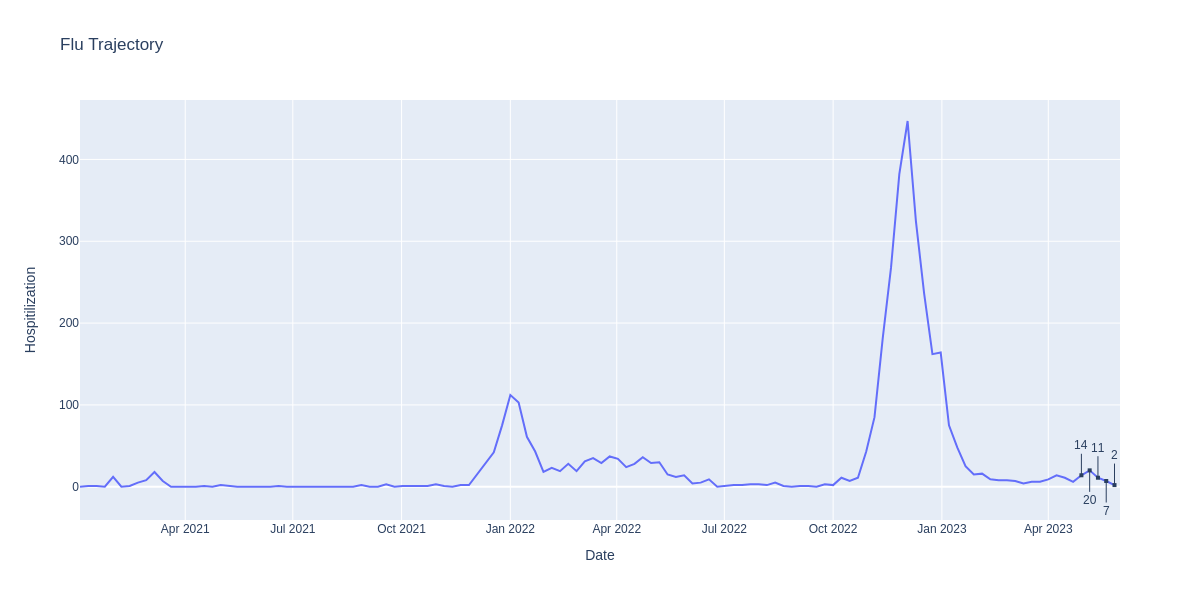 Flu Trajectory
Hospitilization
400
300
200
100
0
14
11
2
20
7
Apr 2021
Jul 2021
Oct 2021
Jan 2022
Apr 2022
Jul 2022
Oct 2022
Jan 2023
Apr 2023
Date